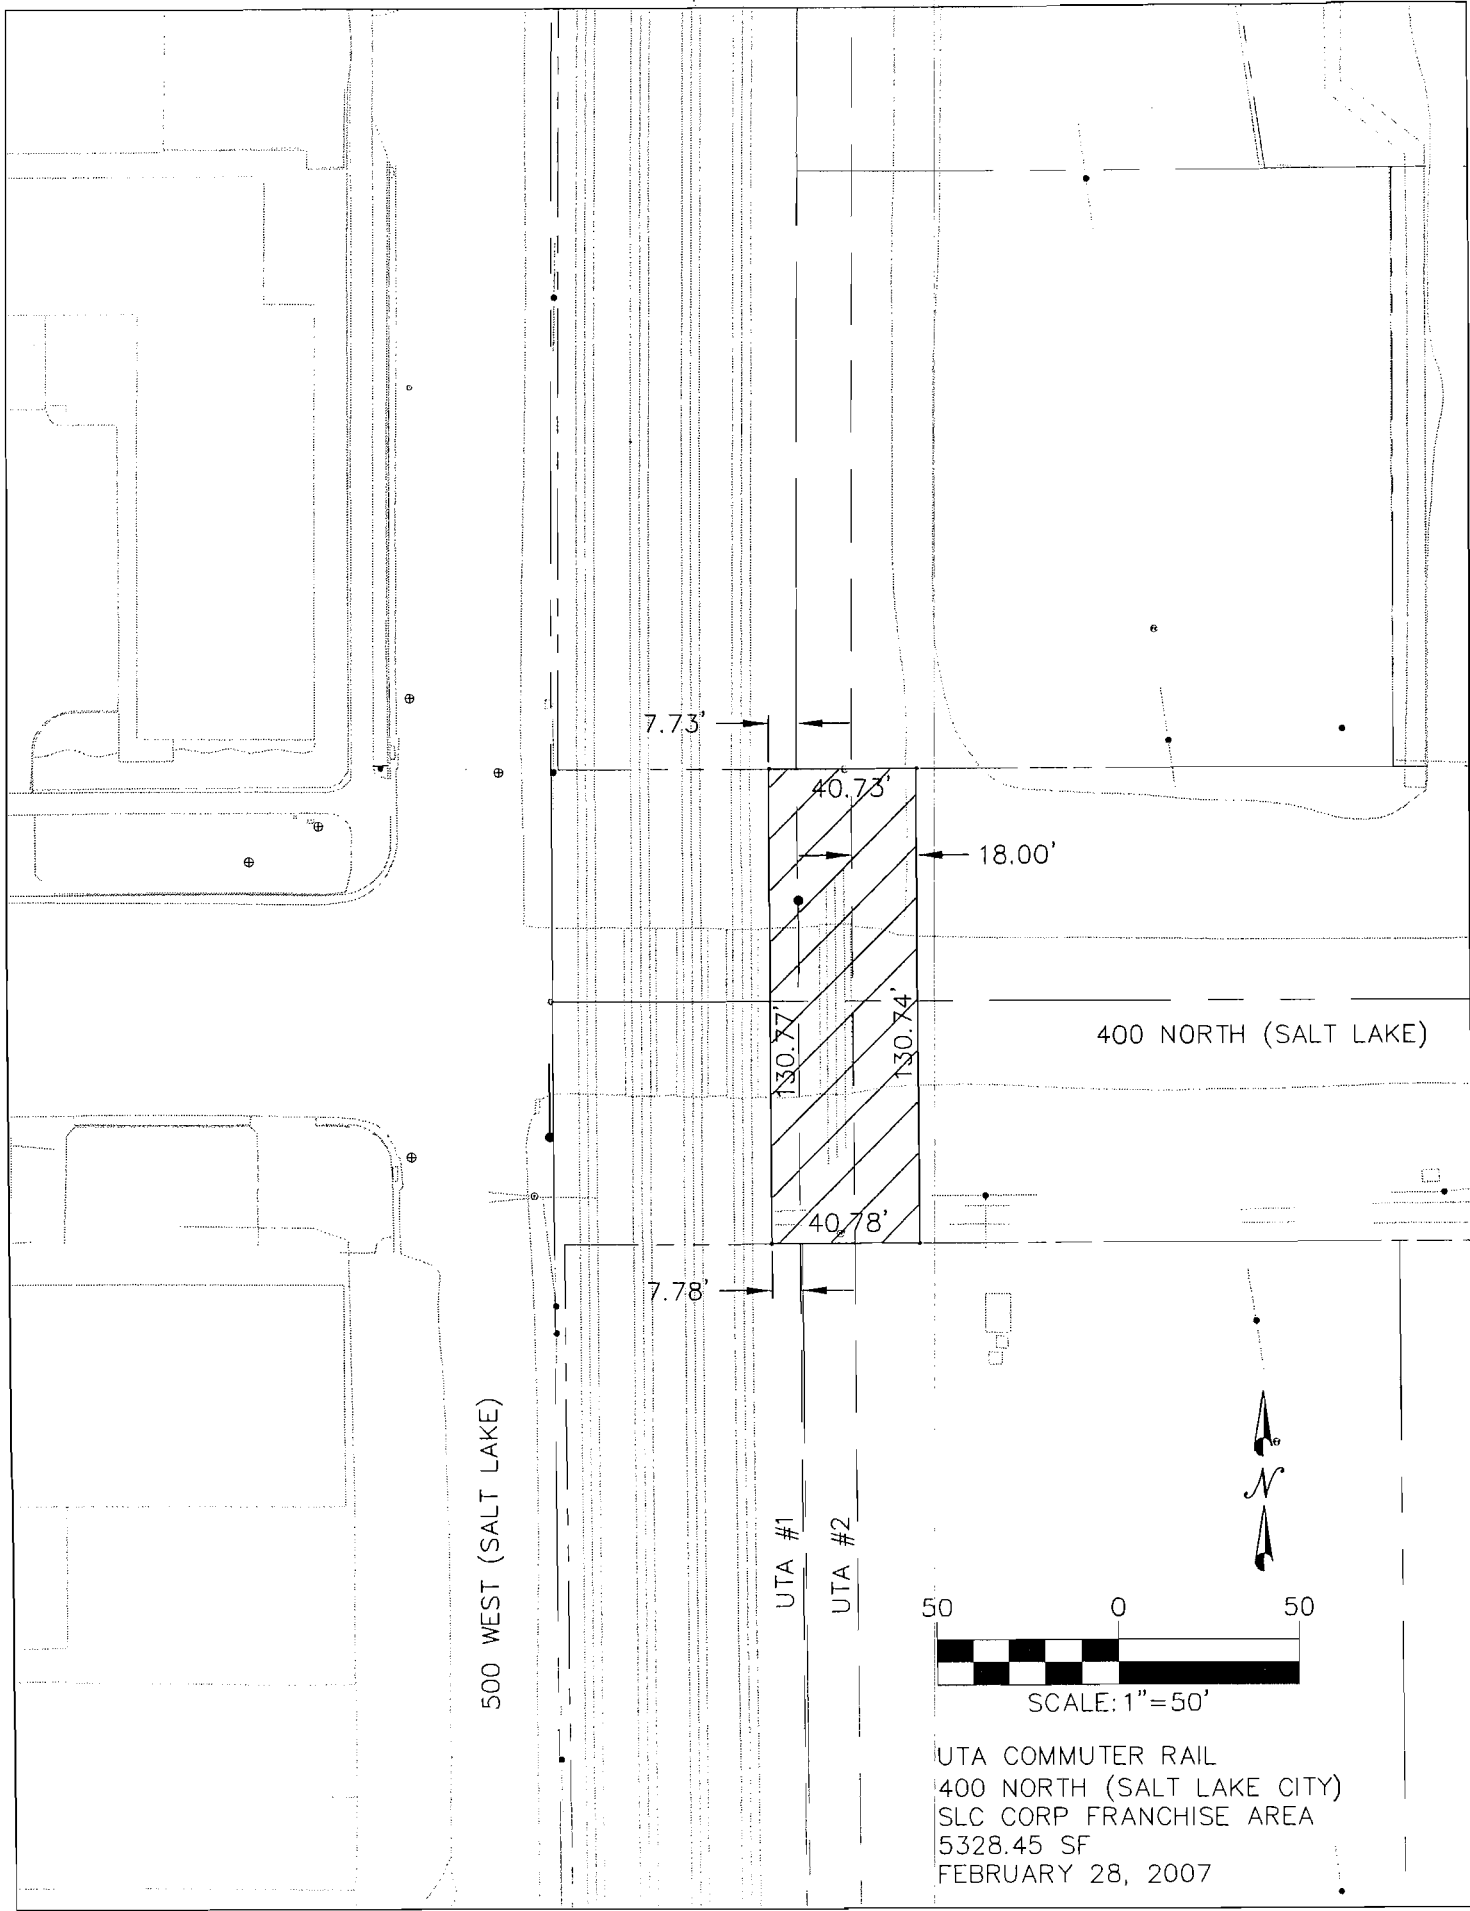 7.73'
40.73'
18.00'
130.77'
130.74'
400 NORTH (SALT LAKE)
40.78'
7.78'
500 WEST (SALT LAKE)
UTA #1
UTA #2
N
50 0 50
SCALE: 1"=50'
UTA COMMUTER RAIL
400 NORTH (SALT LAKE CITY)
SLC CORP FRANCHISE AREA
5328.45 SF
FEBRUARY 28, 2007